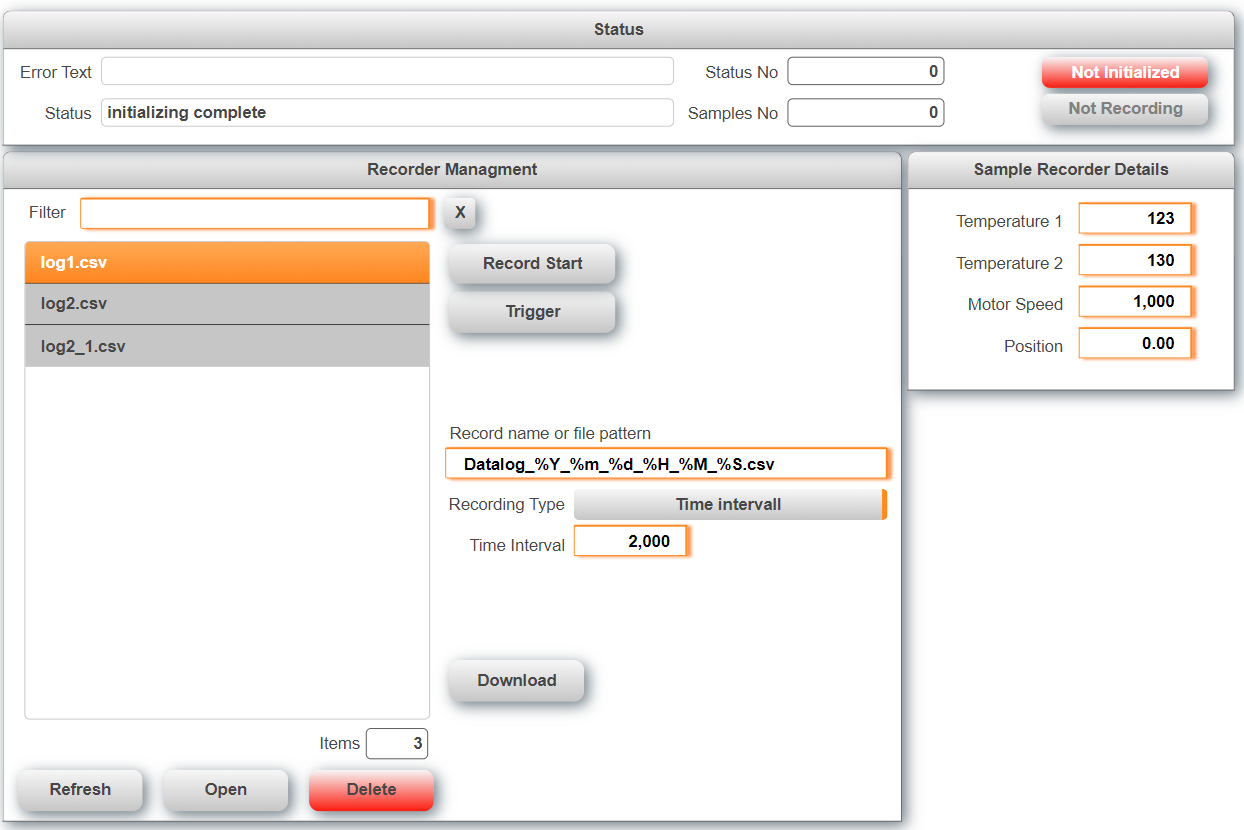 Status
Error Text
Status No 0
Not Initialized
Status initializing complete
Samples No 0
Not Recording
Recorder Managment
Filter
X
log1.csv
log2.csv
log2_1.csv
Record Start
Trigger
Record name or file pattern
Datalog_%Y_%m_%d_%H_%M_%S.csv
Recording Type Time intervall
Time Interval 2,000
Download
Items 3
Refresh Open Delete
Sample Recorder Details
Temperature 1 123
Temperature 2 130
Motor Speed 1,000
Position 0.00